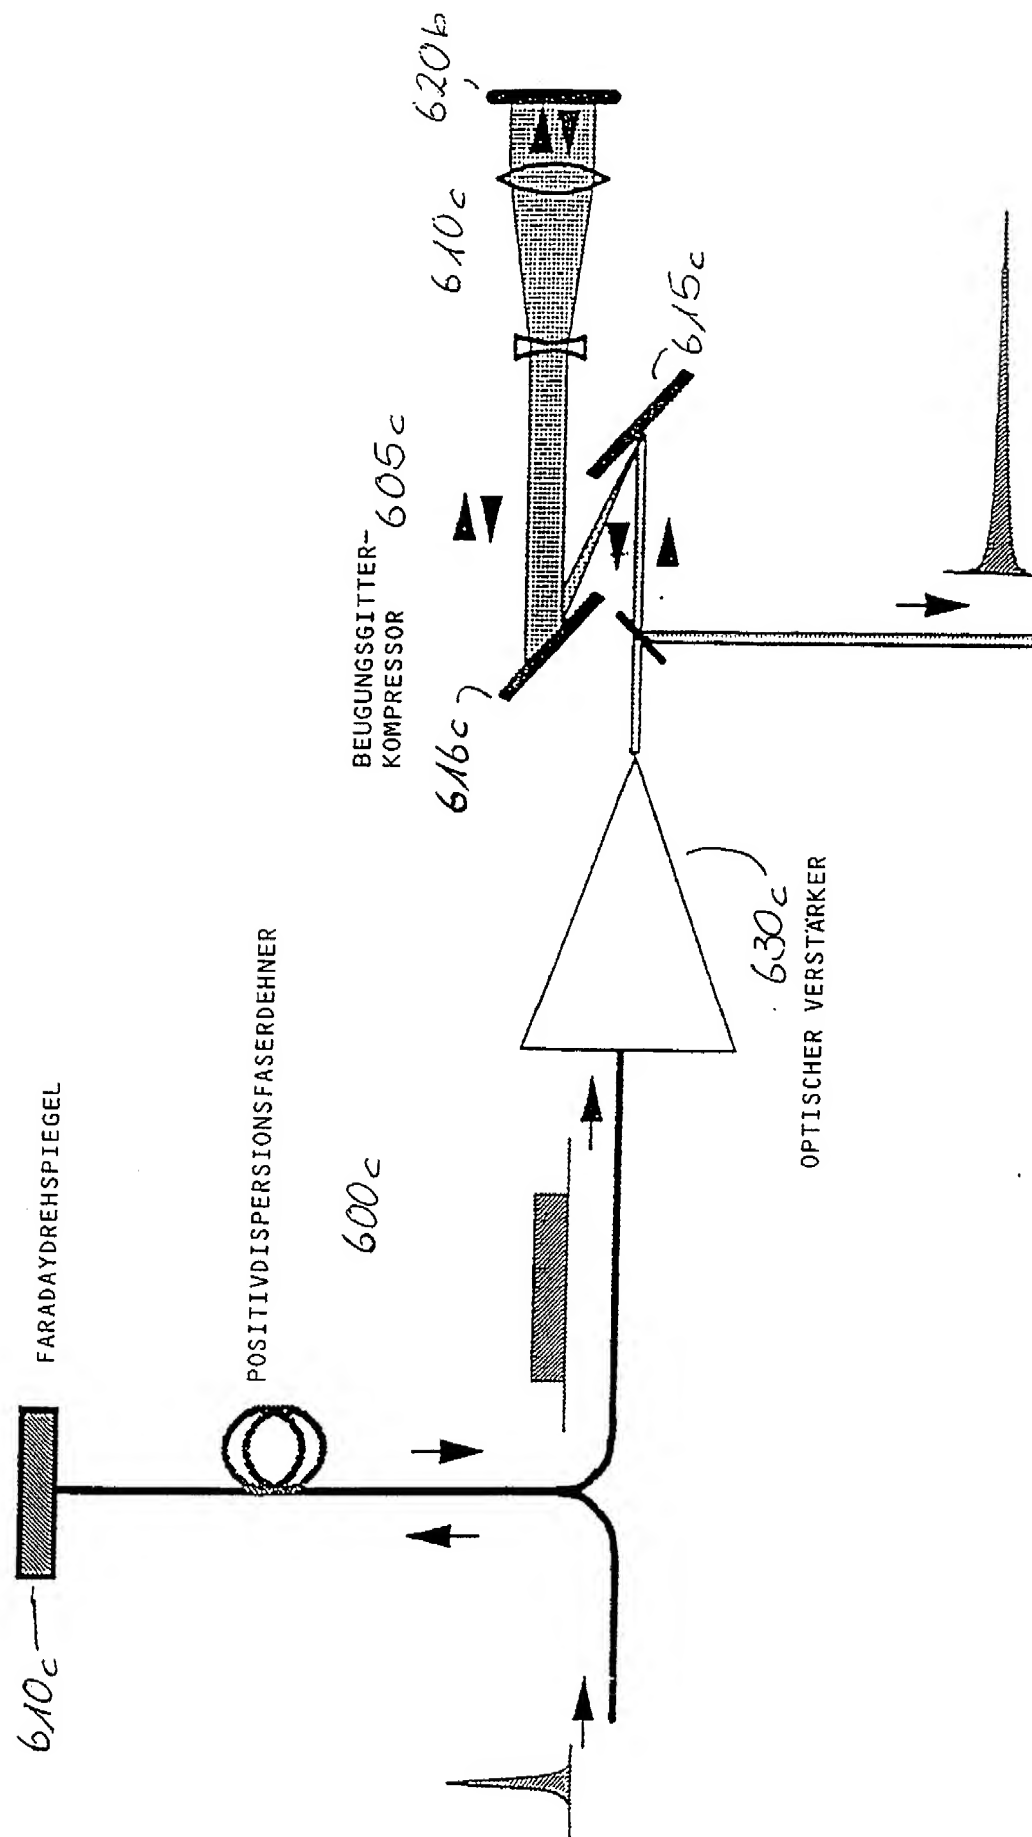 610c
FARADAYDREHSPIEGEL
POSITIVDISPERSIONSFASERDEHNER
600c
630c
OPTISCHER VERSTÄRKER
BEUGUNGSGITTER-
KOMPRESSOR
605c
616c
615c
610c
620b